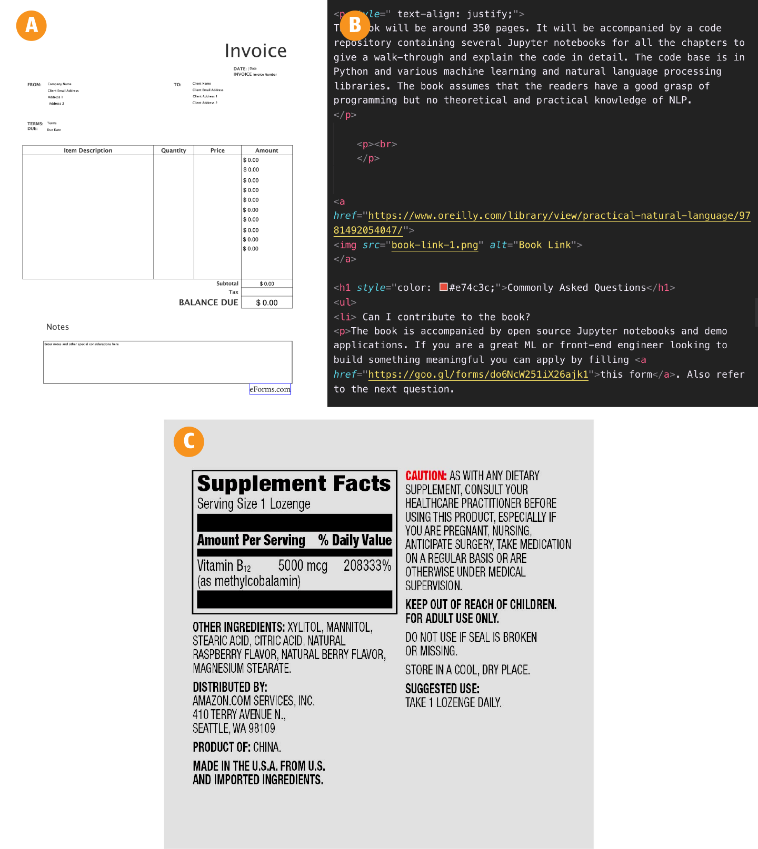 A
Invoice
DATE: Date
INVOICE Invoice Number
FROM: Company Name
Client Email Address
Address 1
Address 2
TO: Client Name
Client Email Address
Client Address 1
Client Address 2
TERMS: Terms
DUE: Due Date
Item Description Quantity Price Amount
$ 0.00
$ 0.00
$ 0.00
$ 0.00
$ 0.00
$ 0.00
$ 0.00
$ 0.00
$ 0.00
$ 0.00
Subtotal $ 0.00
Tax
BALANCE DUE $ 0.00
Notes
eForms.com
B
text-align: justify;">
book will be around 350 pages. It will be accompanied by a code
repository containing several Jupyter notebooks for all the chapters to
give a walk-through and explain the code in detail. The code base is in
Python and various machine learning and natural language processing
libraries. The book assumes that the readers have a good grasp of
programming but no theoretical and practical knowledge of NLP.
</p>
<p><br>
</p>
<a
href="https://www.oreilly.com/library/view/practical-natural-language/97
81492054047/">
<img src="book-link-1.png" alt="Book Link">
</a>
<h1 style="color: #e74c3c;">Commonly Asked Questions</h1>
<ul>
<li> Can I contribute to the book?
<p>The book is accompanied by open source Jupyter notebooks and demo
applications. If you are a great ML or front-end engineer looking to
build something meaningful you can apply by filling <a
href="https://goo.gl/forms/do6NcW251iX26ajk1">this form</a>. Also refer
to the next question.
C
Supplement Facts
Serving Size 1 Lozenge
Amount Per Serving % Daily Value
Vitamin B12 5000 mcg 208333%
(as methylcobalamin)
OTHER INGREDIENTS: XYLITOL, MANNITOL,
STEARIC ACID, CITRIC ACID, NATURAL
RASPBERRY FLAVOR, NATURAL BERRY FLAVOR,
MAGNESIUM STEARATE.
DISTRIBUTED BY:
AMAZON.COM SERVICES, INC.
410 TERRY AVENUE N.,
SEATTLE, WA 98109
PRODUCT OF: CHINA.
MADE IN THE U.S.A. FROM U.S.
AND IMPORTED INGREDIENTS.
CAUTION: AS WITH ANY DIETARY
SUPPLEMENT, CONSULT YOUR
HEALTHCARE PRACTITIONER BEFORE
USING THIS PRODUCT, ESPECIALLY IF
YOU ARE PREGNANT, NURSING,
ANTICIPATE SURGERY, TAKE MEDICATION
ON A REGULAR BASIS OR ARE
OTHERWISE UNDER MEDICAL
SUPERVISION.
KEEP OUT OF REACH OF CHILDREN.
FOR ADULT USE ONLY.
DO NOT USE IF SEAL IS BROKEN
OR MISSING.
STORE IN A COOL, DRY PLACE.
SUGGESTED USE:
TAKE 1 LOZENGE DAILY.